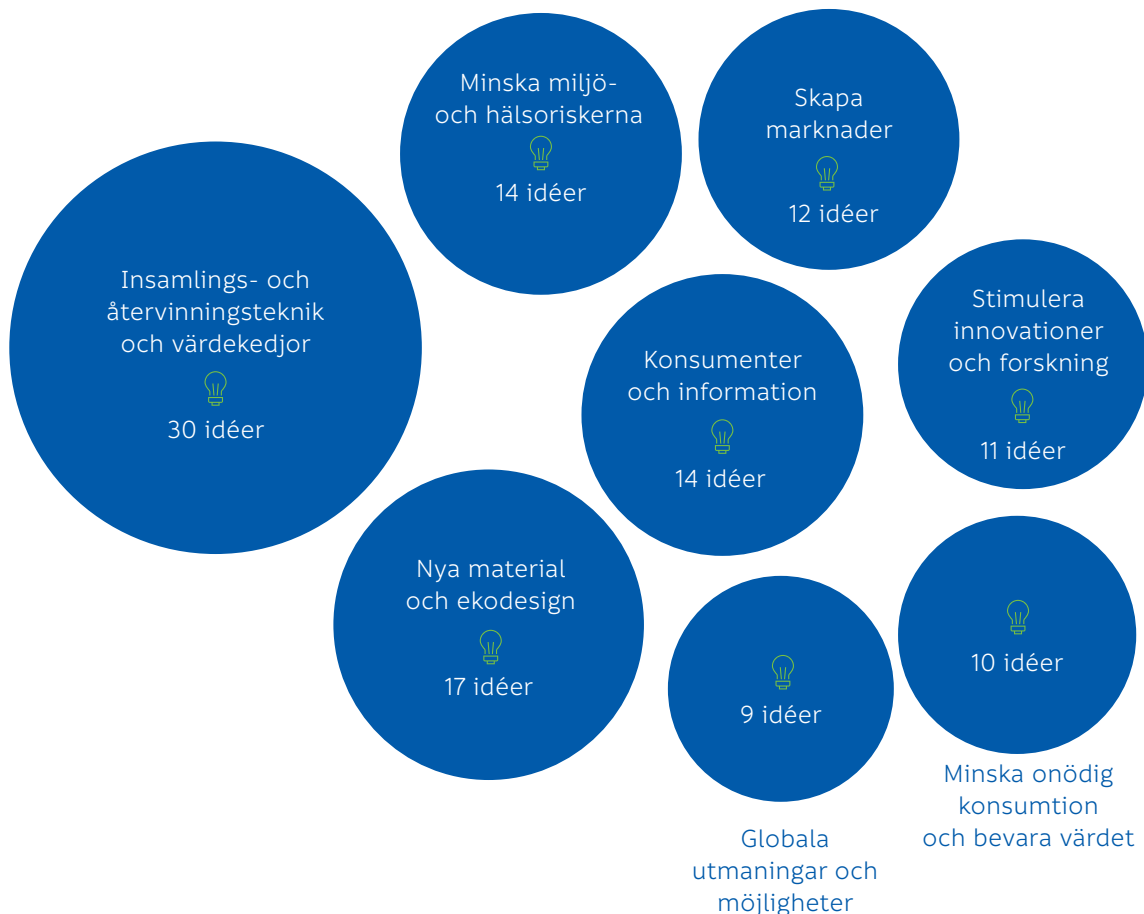 Minska miljö-
och hälsoriskerna
14 idéer
Skapa
marknader
12 idéer
Insamlings- och
återvinningsteknik
och värdekedjor
30 idéer
Konsumenter
och information
14 idéer
Stimulera
innovationer
och forskning
11 idéer
Nya material
och ekodesign
17 idéer
9 idéer
Globala
utmaningar och
möjligheter
10 idéer
Minska onödig
konsumtion
och bevara värdet